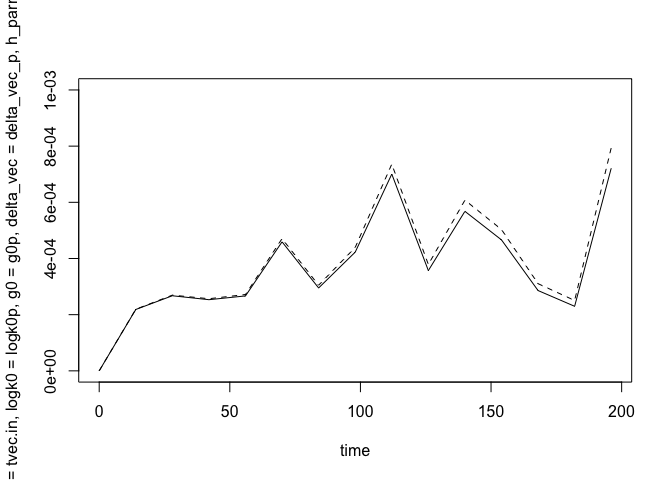 = tvec.in, logk0 = logk0p, g0 = g0p, delta_vec = delta_vec_p, h_parr
1e-03
8e-04
6e-04
4e-04
0e+00
0
50
100
150
200
time